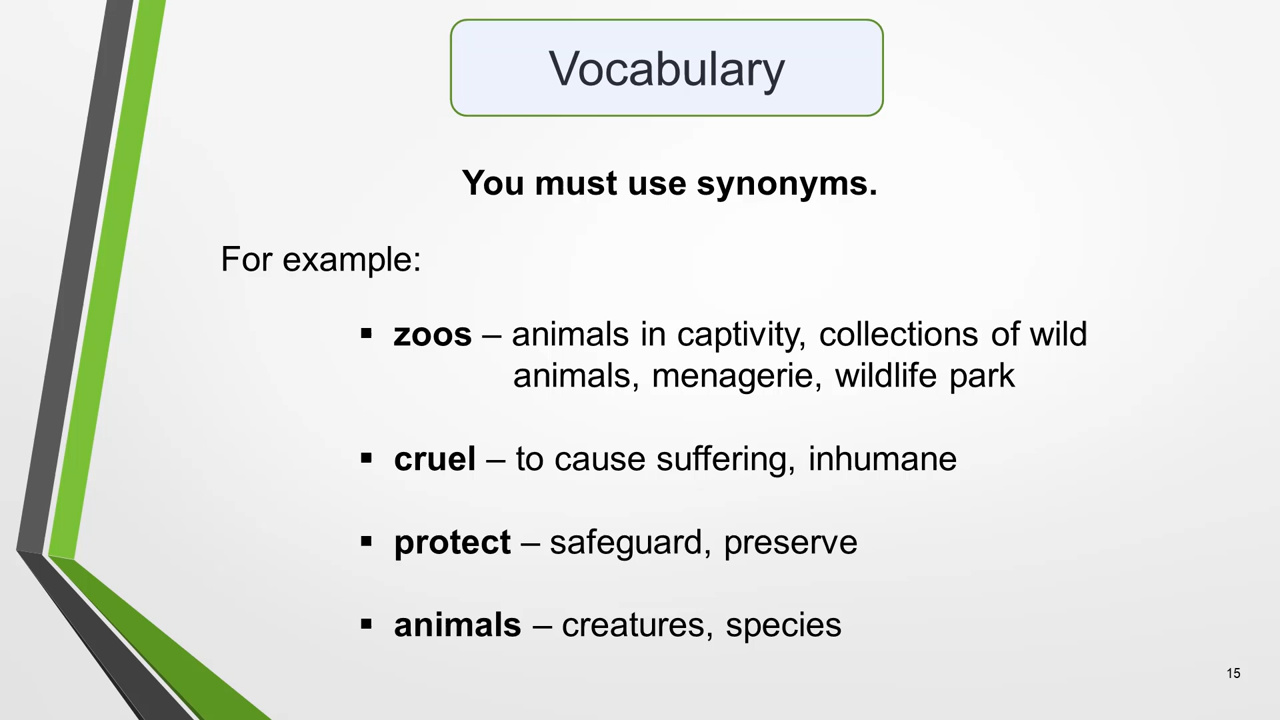 Vocabulary
You must use synonyms.
For example:
▪ zoos – animals in captivity, collections of wild
animals, menagerie, wildlife park
▪ cruel – to cause suffering, inhumane
▪ protect – safeguard, preserve
▪ animals – creatures, species
15